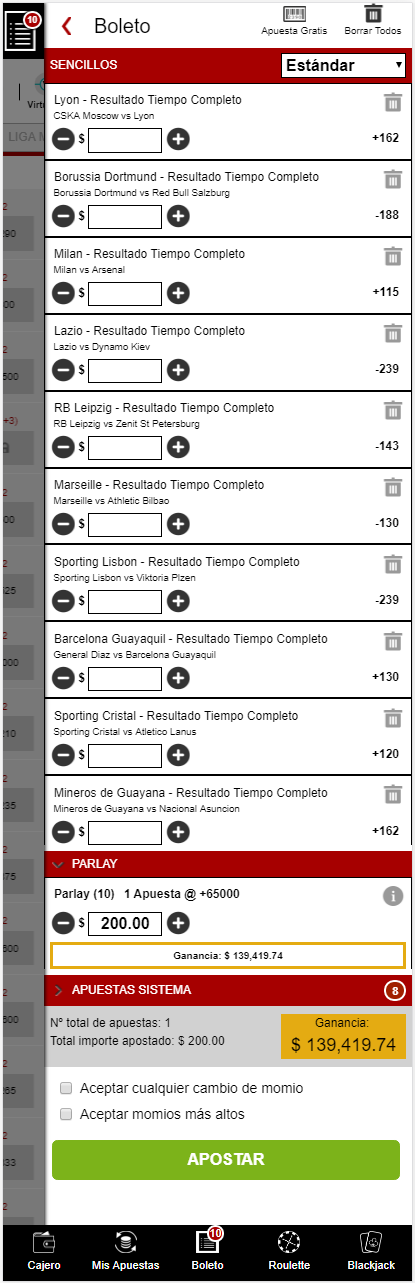 10
Boleto
Apuesta Gratis
Borrar Todos
SENCILLOS
Estándar
Virtu
LIGA M
Lyon - Resultado Tiempo Completo
CSKA Moscow vs Lyon
$
+162
Borussia Dortmund - Resultado Tiempo Completo
Borussia Dortmund vs Red Bull Salzburg
$
-188
Milan - Resultado Tiempo Completo
Milan vs Arsenal
$
+115
Lazio - Resultado Tiempo Completo
Lazio vs Dynamo Kiev
$
-239
RB Leipzig - Resultado Tiempo Completo
RB Leipzig vs Zenit St Petersburg
$
-143
Marseille - Resultado Tiempo Completo
Marseille vs Athletic Bilbao
$
-130
Sporting Lisbon - Resultado Tiempo Completo
Sporting Lisbon vs Viktoria Plzen
$
-239
Barcelona Guayaquil - Resultado Tiempo Completo
General Diaz vs Barcelona Guayaquil
$
+130
Sporting Cristal - Resultado Tiempo Completo
Sporting Cristal vs Atletico Lanus
$
+120
Mineros de Guayana - Resultado Tiempo Completo
Mineros de Guayana vs Nacional Asuncion
$
+162
PARLAY
Parlay (10) 1 Apuesta @ +65000
$ 200.00
Ganancia: $ 139,419.74
APUESTAS SISTEMA
8
Nº total de apuestas: 1
Total importe apostado: $ 200.00
Ganancia:
$ 139,419.74
Aceptar cualquier cambio de momio
Aceptar momios más altos
APOSTAR
10
Cajero
Mis Apuestas
Boleto
Roulette
Blackjack